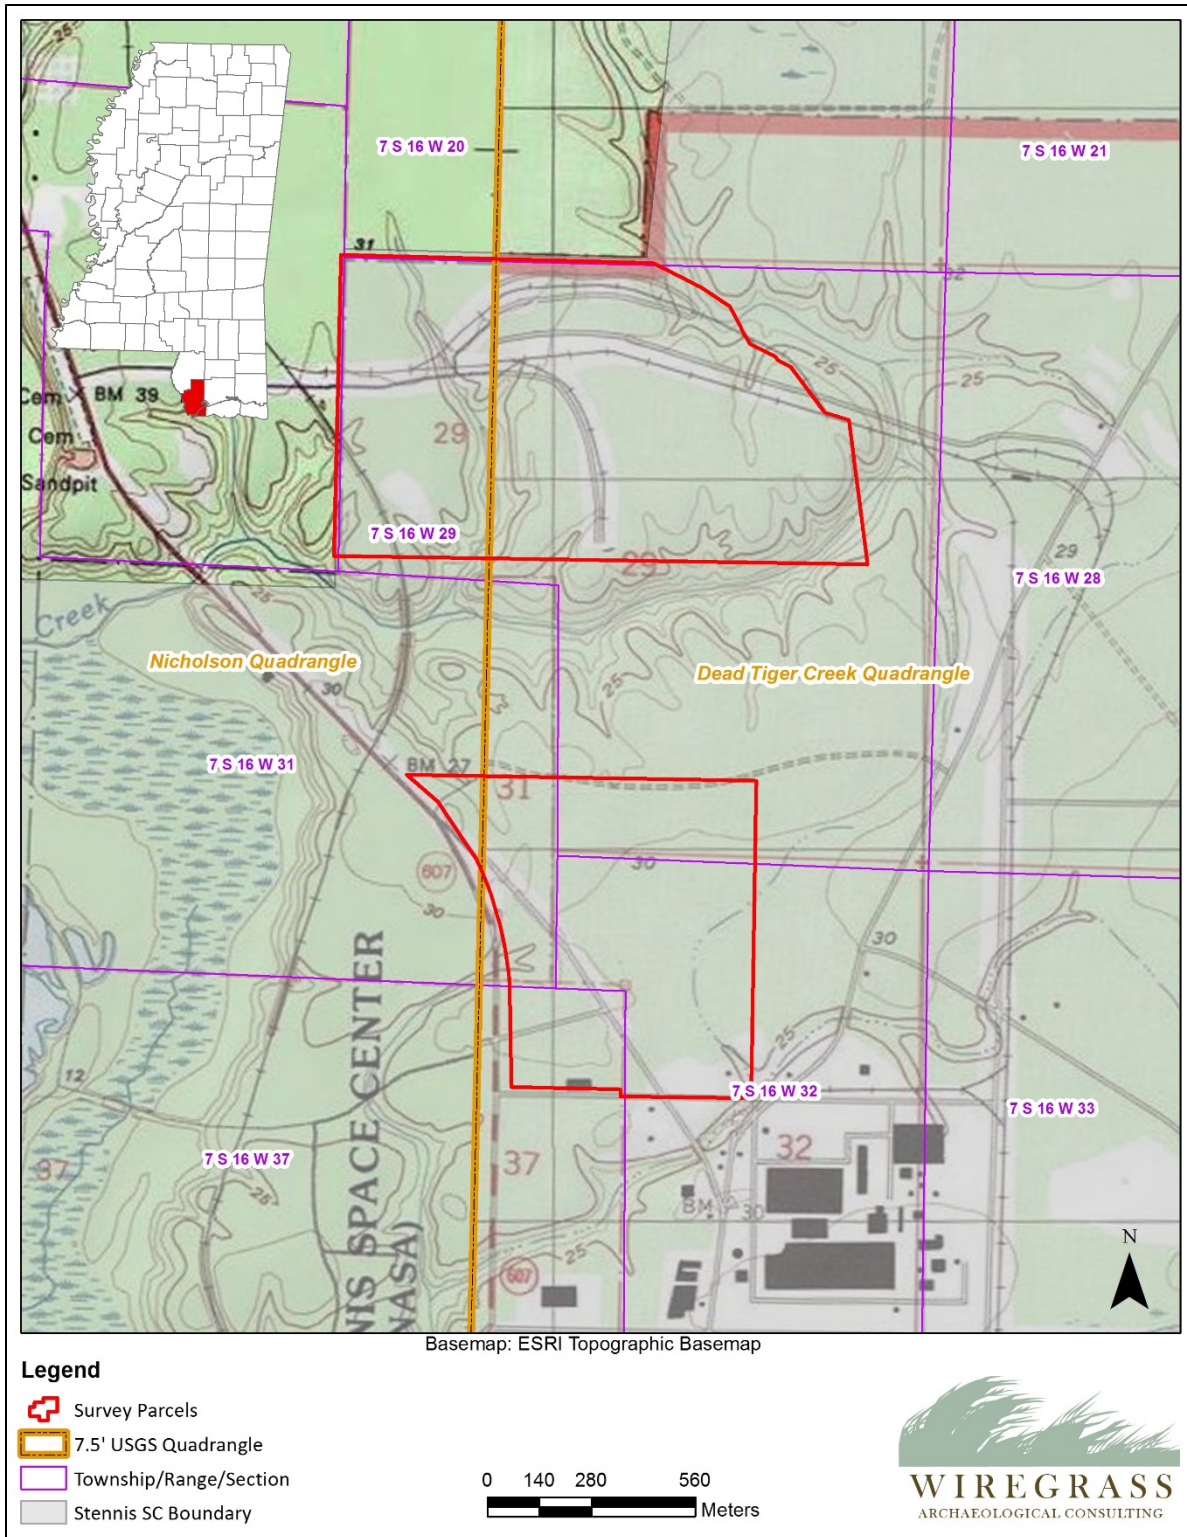 25
7 S 16 W 20
7 S 16 W 21
31
32
BM 39
Cem
Cem
Sandpit
25
25
29
7 S 16 W 29
29
29
7 S 16 W 28
Creek
25
Nicholson Quadrangle
30
25
Dead Tiger Creek Quadrangle
7 S 16 W 31
BM 27
31
607
30
30
30
25
12
7 S 16 W 32
7 S 16 W 33
37
7 S 16 W 37
25
NIS SPACE CENTER
NASA)
37
32
BM
30
25
607
N
Basemap: ESRI Topographic Basemap
Legend
Survey Parcels
7.5' USGS Quadrangle
Township/Range/Section
Stennis SC Boundary
0 140 280 560
Meters
WIREGRASS
ARCHAEOLOGICAL CONSULTING